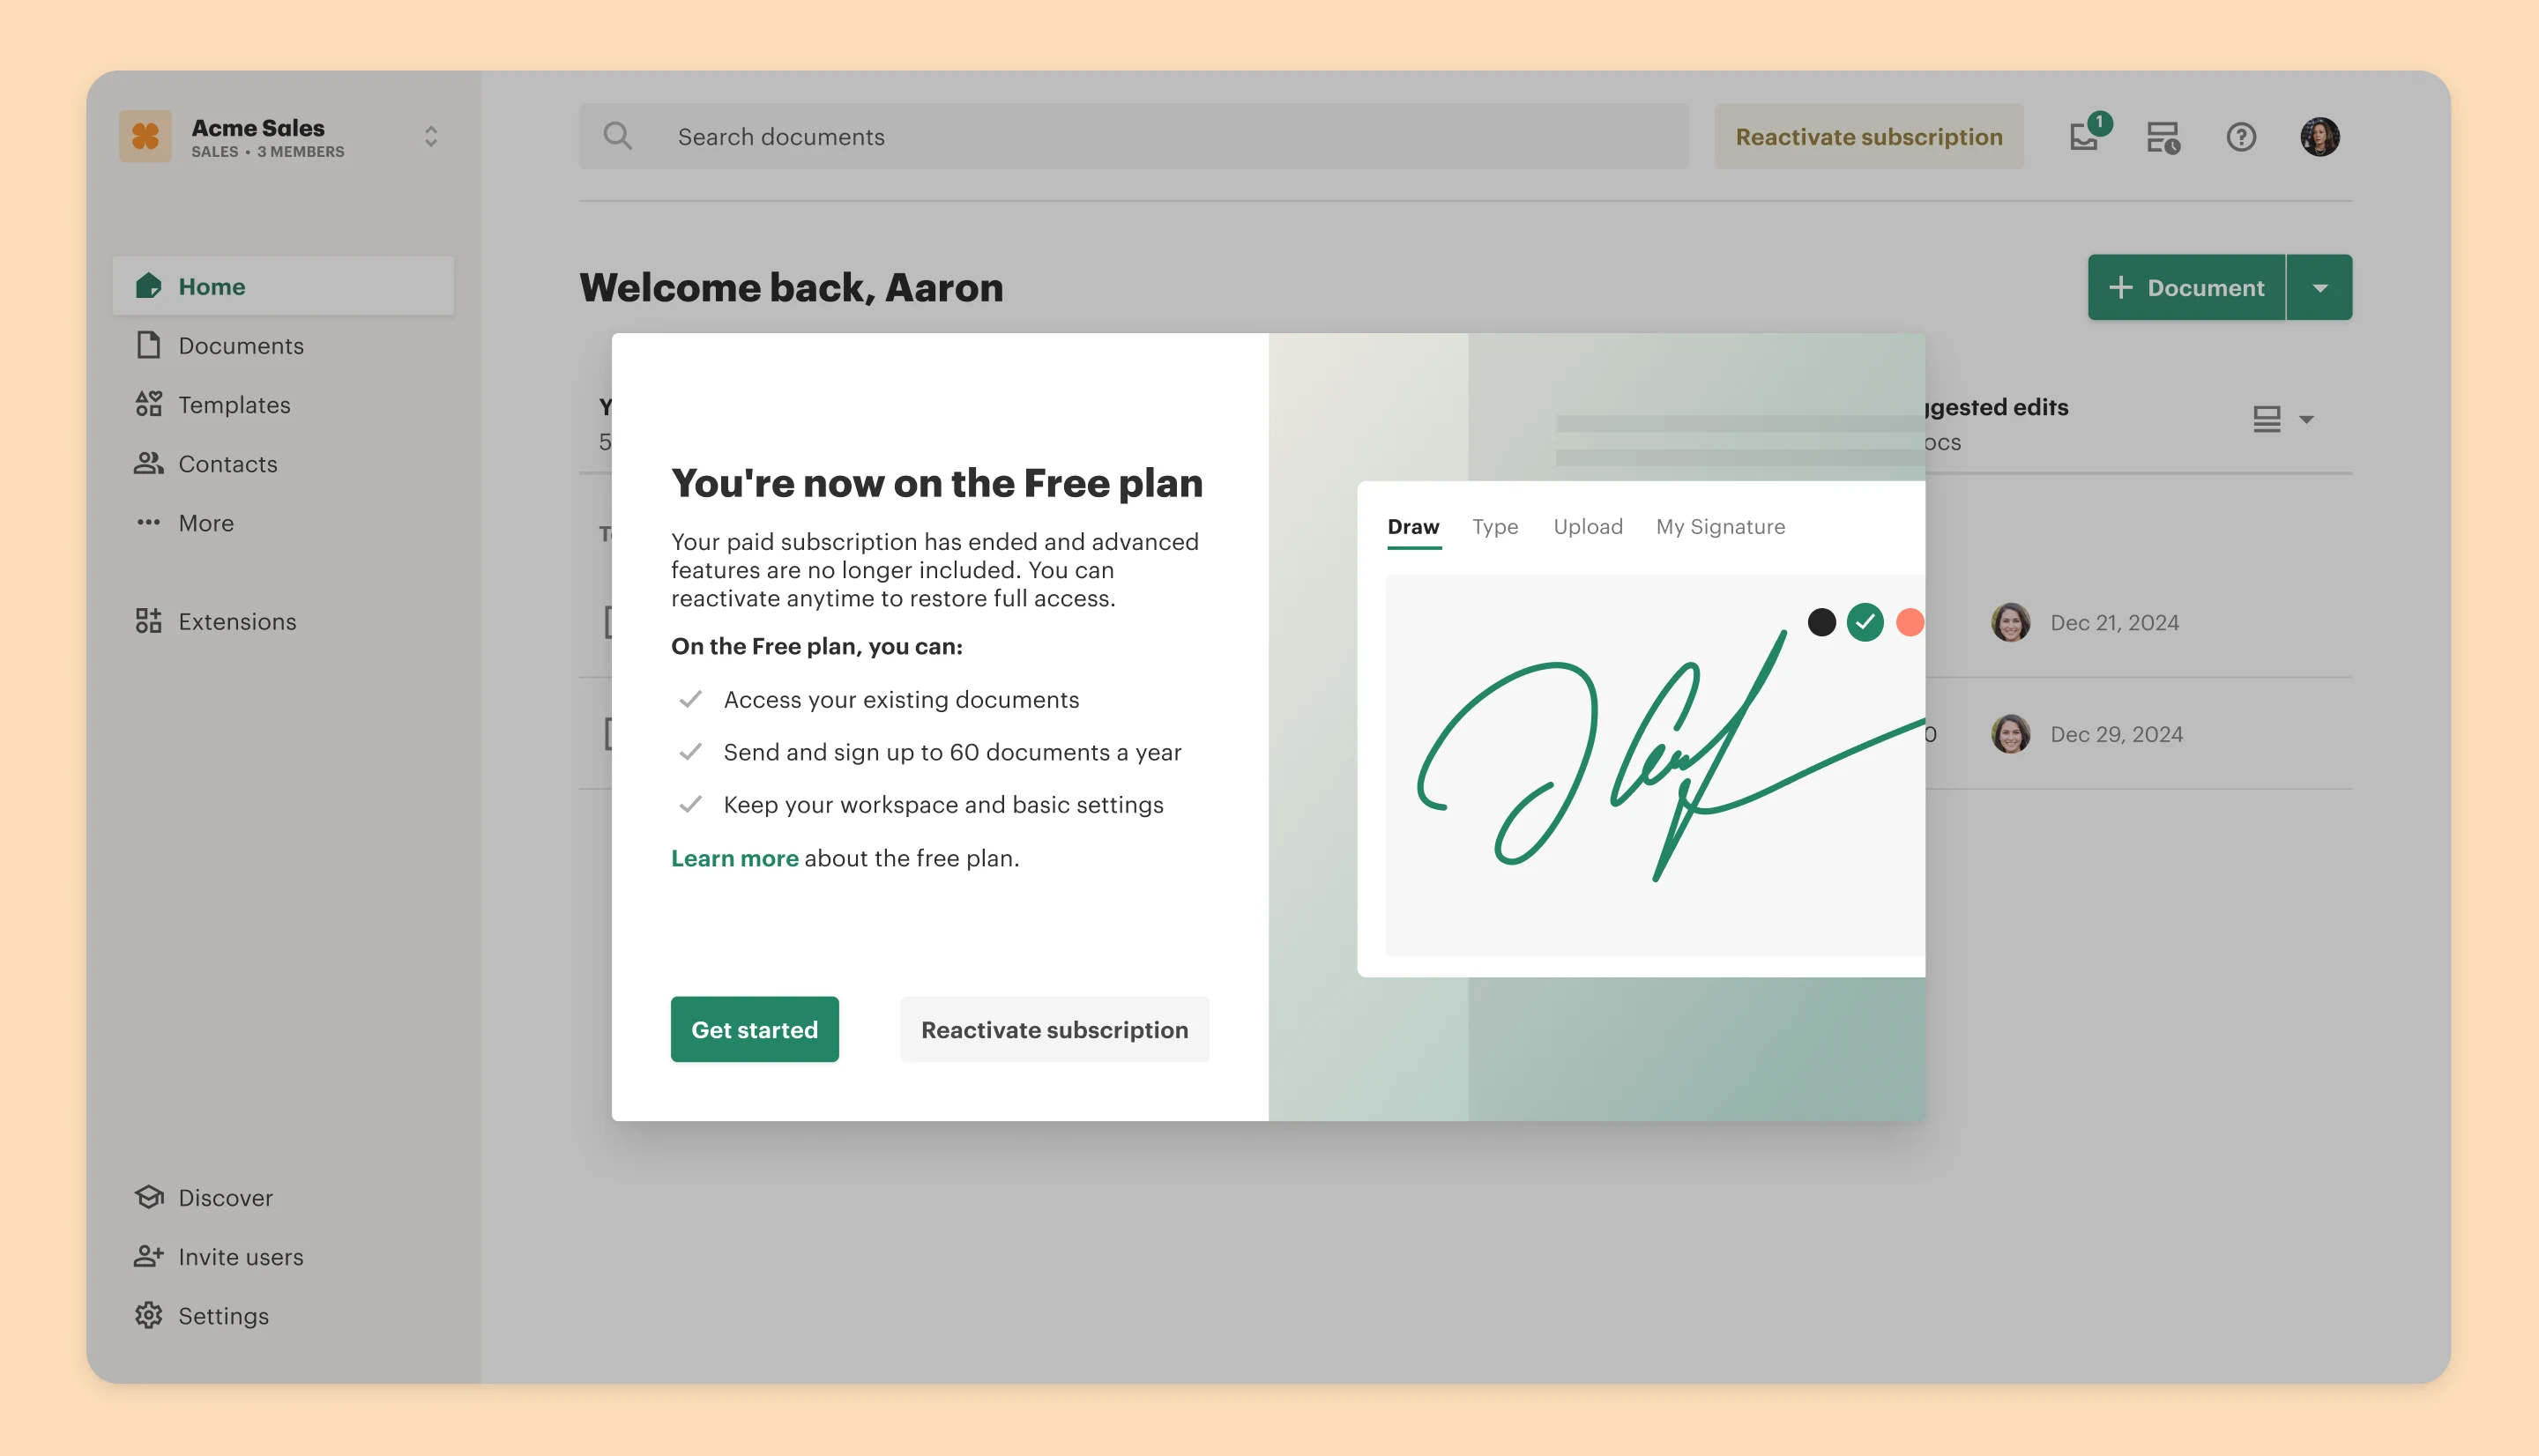 Acme Sales
SALES • 3 MEMBERS
Search documents
Reactivate subscription
1
Home
Documents
Templates
Contacts
More
Extensions
Discover
Invite users
Settings
Welcome back, Aaron
+ Document
ggested edits
ocs
Dec 21, 2024
Dec 29, 2024
You're now on the Free plan
Your paid subscription has ended and advanced
features are no longer included. You can
reactivate anytime to restore full access.
On the Free plan, you can:
Access your existing documents
Send and sign up to 60 documents a year
Keep your workspace and basic settings
Learn more about the free plan.
Get started
Reactivate subscription
Draw Type Upload My Signature